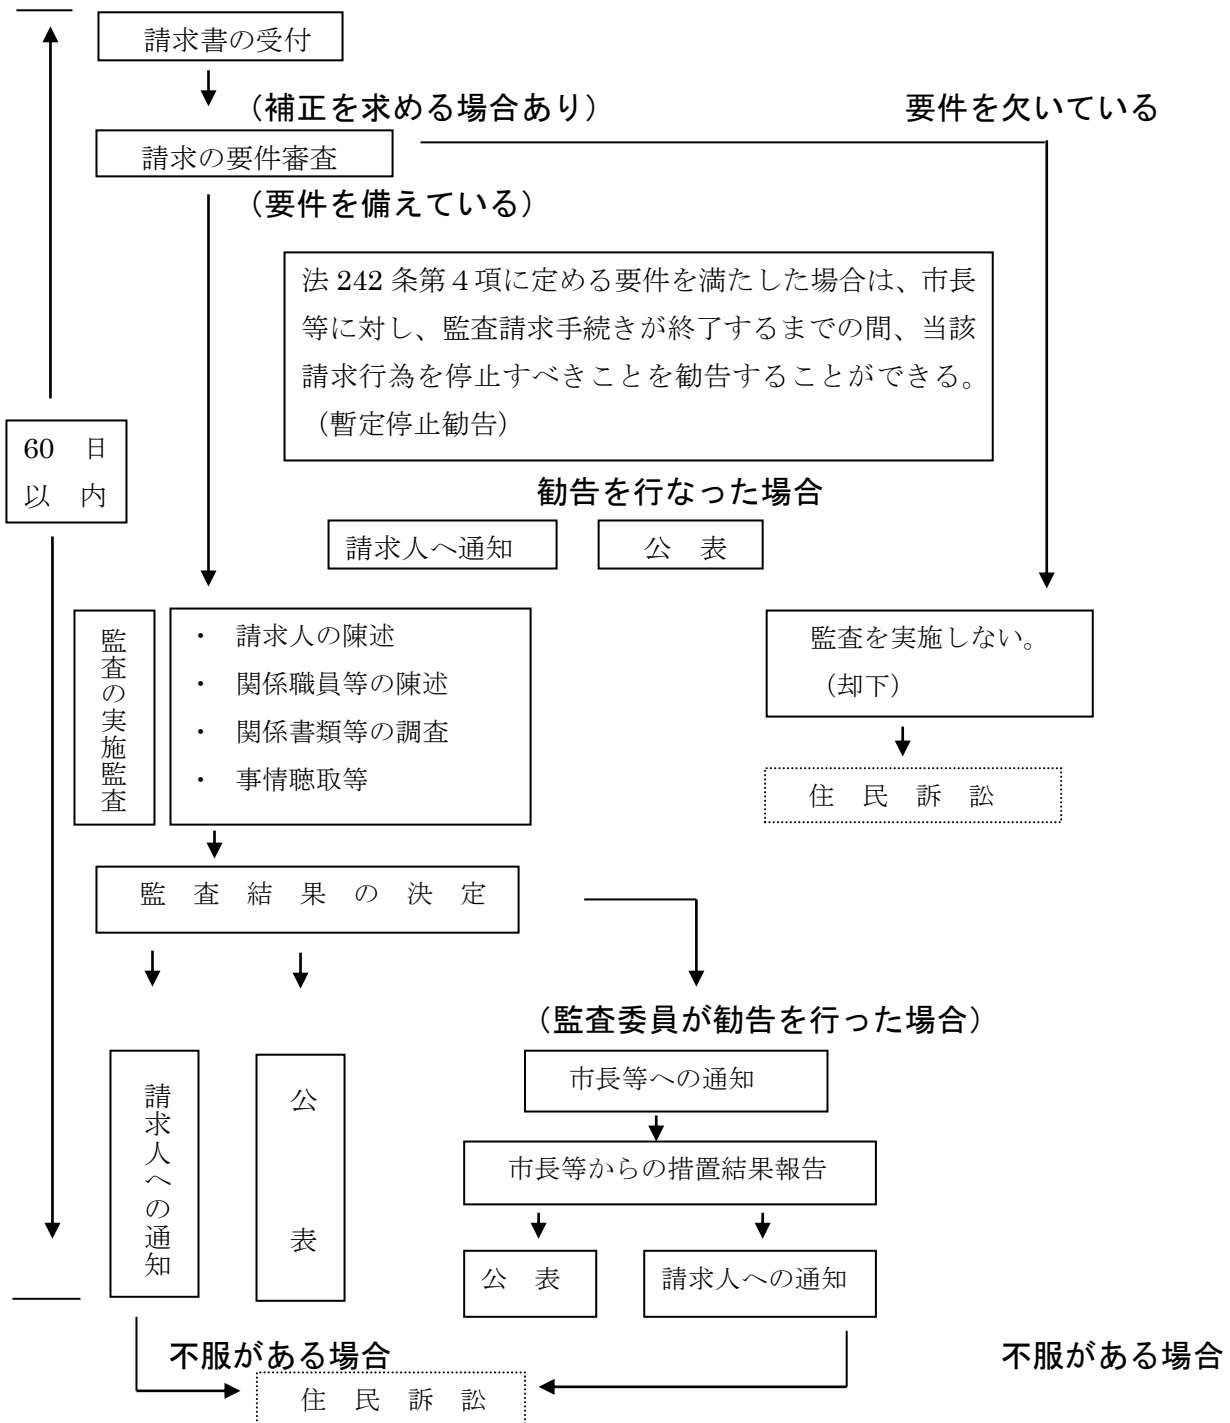 請求書の受付
（補正を求める場合あり）
要件を欠いている
請求の要件審査
（要件を備えている）
法 242 条第４項に定める要件を満たした場合は、市長
等に対し、監査請求手続きが終了するまでの間、当該
請求行為を停止すべきことを勧告することができる。
（暫定停止勧告）
60 日
以 内
勧告を行なった場合
請求人へ通知
公 表
監査の実施監査
・ 請求人の陳述
・ 関係職員等の陳述
・ 関係書類等の調査
・ 事情聴取等
監査を実施しない。
（却下）
住 民 訴 訟
監 査 結 果 の 決 定
（監査委員が勧告を行った場合）
請求人への通知
公 表
市長等への通知
市長等からの措置結果報告
公 表
請求人への通知
不服がある場合
不服がある場合
住 民 訴 訟